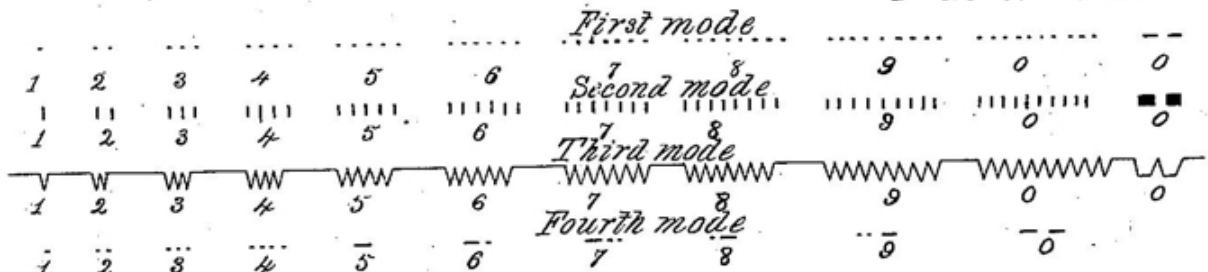 First mode
1 2 3 4 5 6 7 8 9 0 0
Second mode
1 2 3 4 5 6 7 8 9 0 0
Third mode
1 2 3 4 5 6 7 8 9 0 0
Fourth mode
1 2 3 4 5 6 7 8 9 0